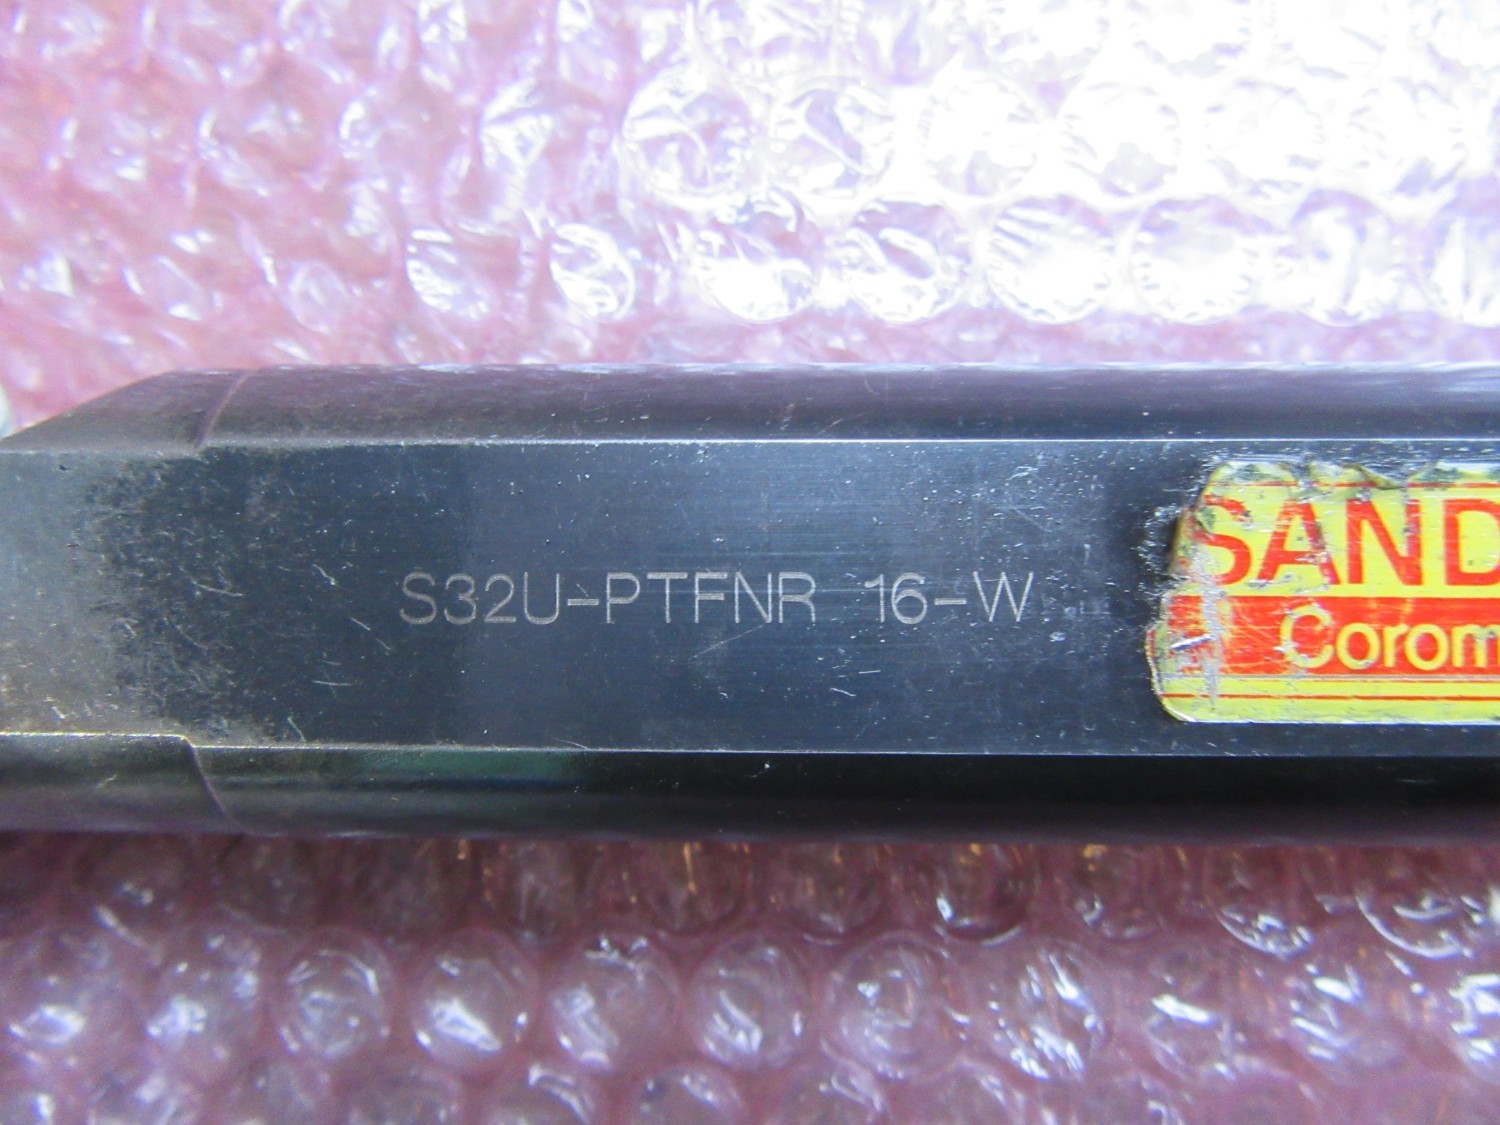 S32U-PTFNR 16-W
SAND
Corom